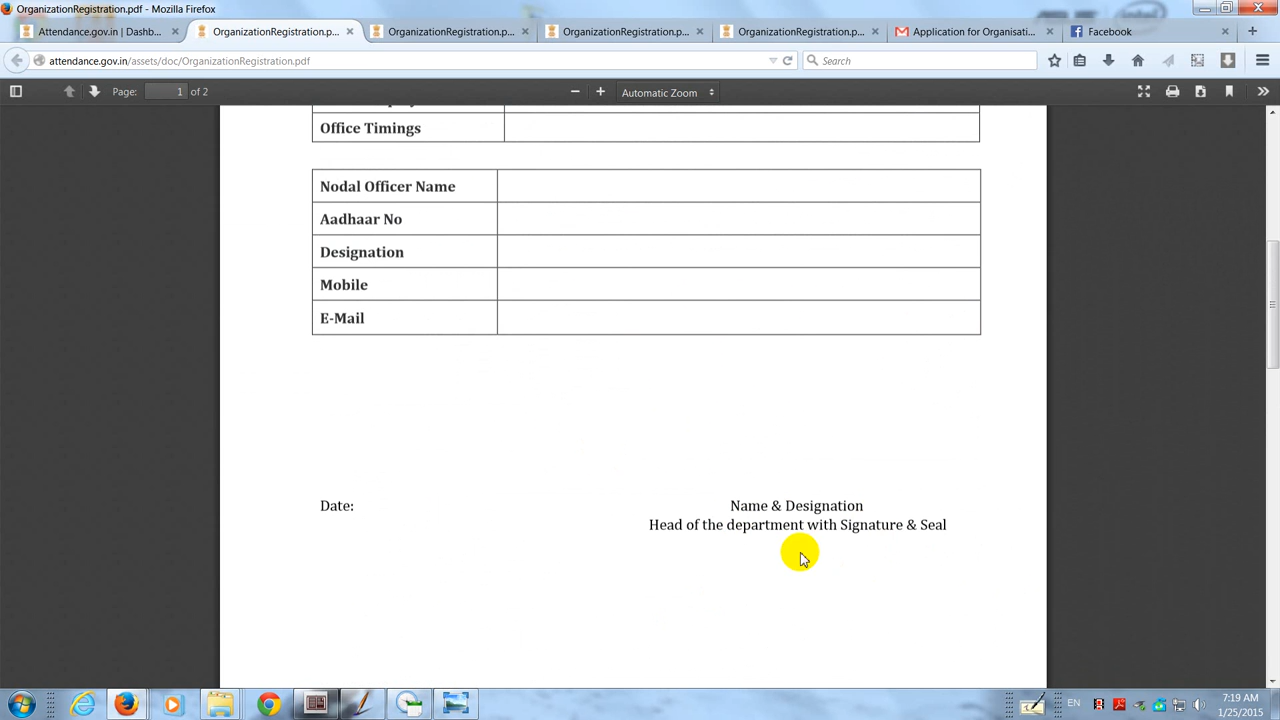 OrganizationRegistration.pdf - Mozilla Firefox
Attendance.gov.in | Dashb... × OrganizationRegistration.p... × OrganizationRegistration.p... × OrganizationRegistration.p... × OrganizationRegistration.p... × Application for Organisati... × Facebook ×
attendance.gov.in/assets/doc/OrganizationRegistration.pdf Search
Page: 1 of 2 Automatic Zoom
Office Timings
Nodal Officer Name
Aadhaar No
Designation
Mobile
E-Mail
Date: Name & Designation
Head of the department with Signature & Seal
EN 7:19 AM
1/25/2015